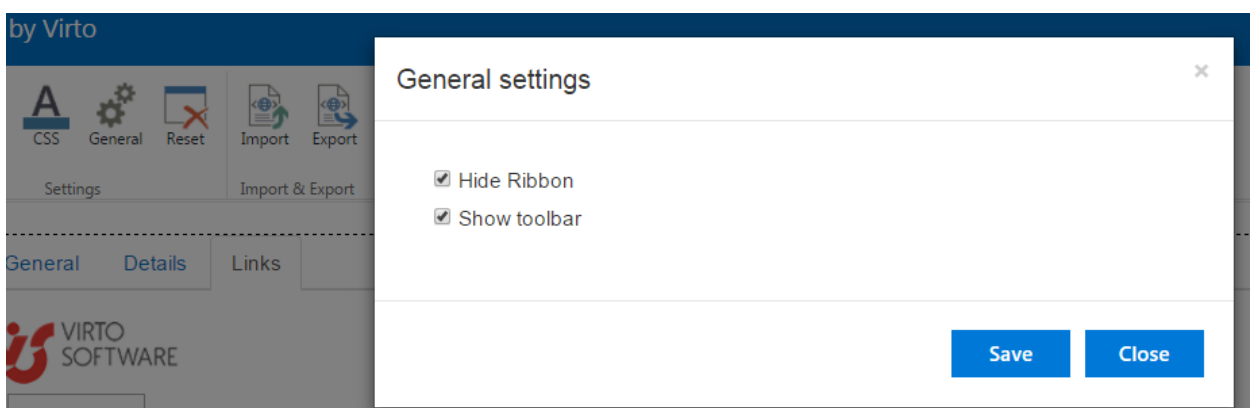 by Virto
CSS General Reset Import Export
Settings Import & Export
General settings
×
Hide Ribbon
Show toolbar
Save Close
General Details Links
VIRTO
SOFTWARE